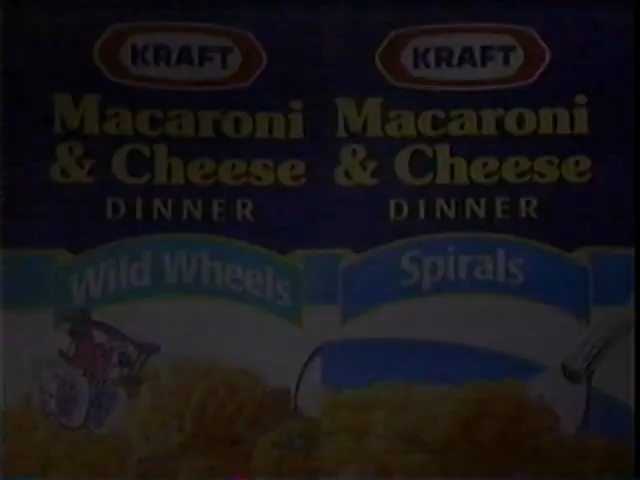 KRAFT
Macaroni
& Cheese
DINNER
Wild Wheels
KRAFT
Macaroni
& Cheese
DINNER
Spirals